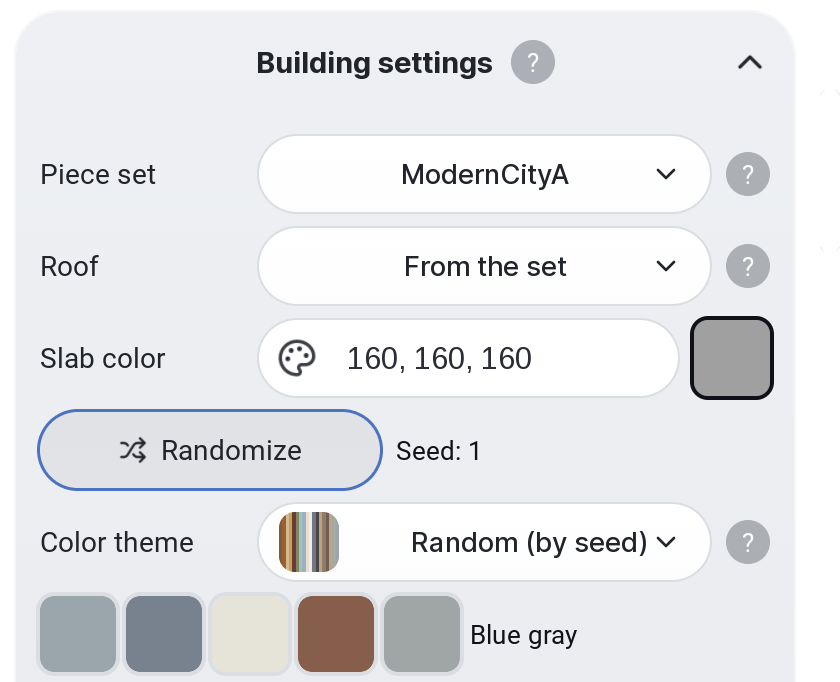 Building settings ?
Piece set ModernCityA ?
Roof From the set ?
Slab color 160, 160, 160
Randomize Seed: 1
Color theme Random (by seed) ?
Blue gray